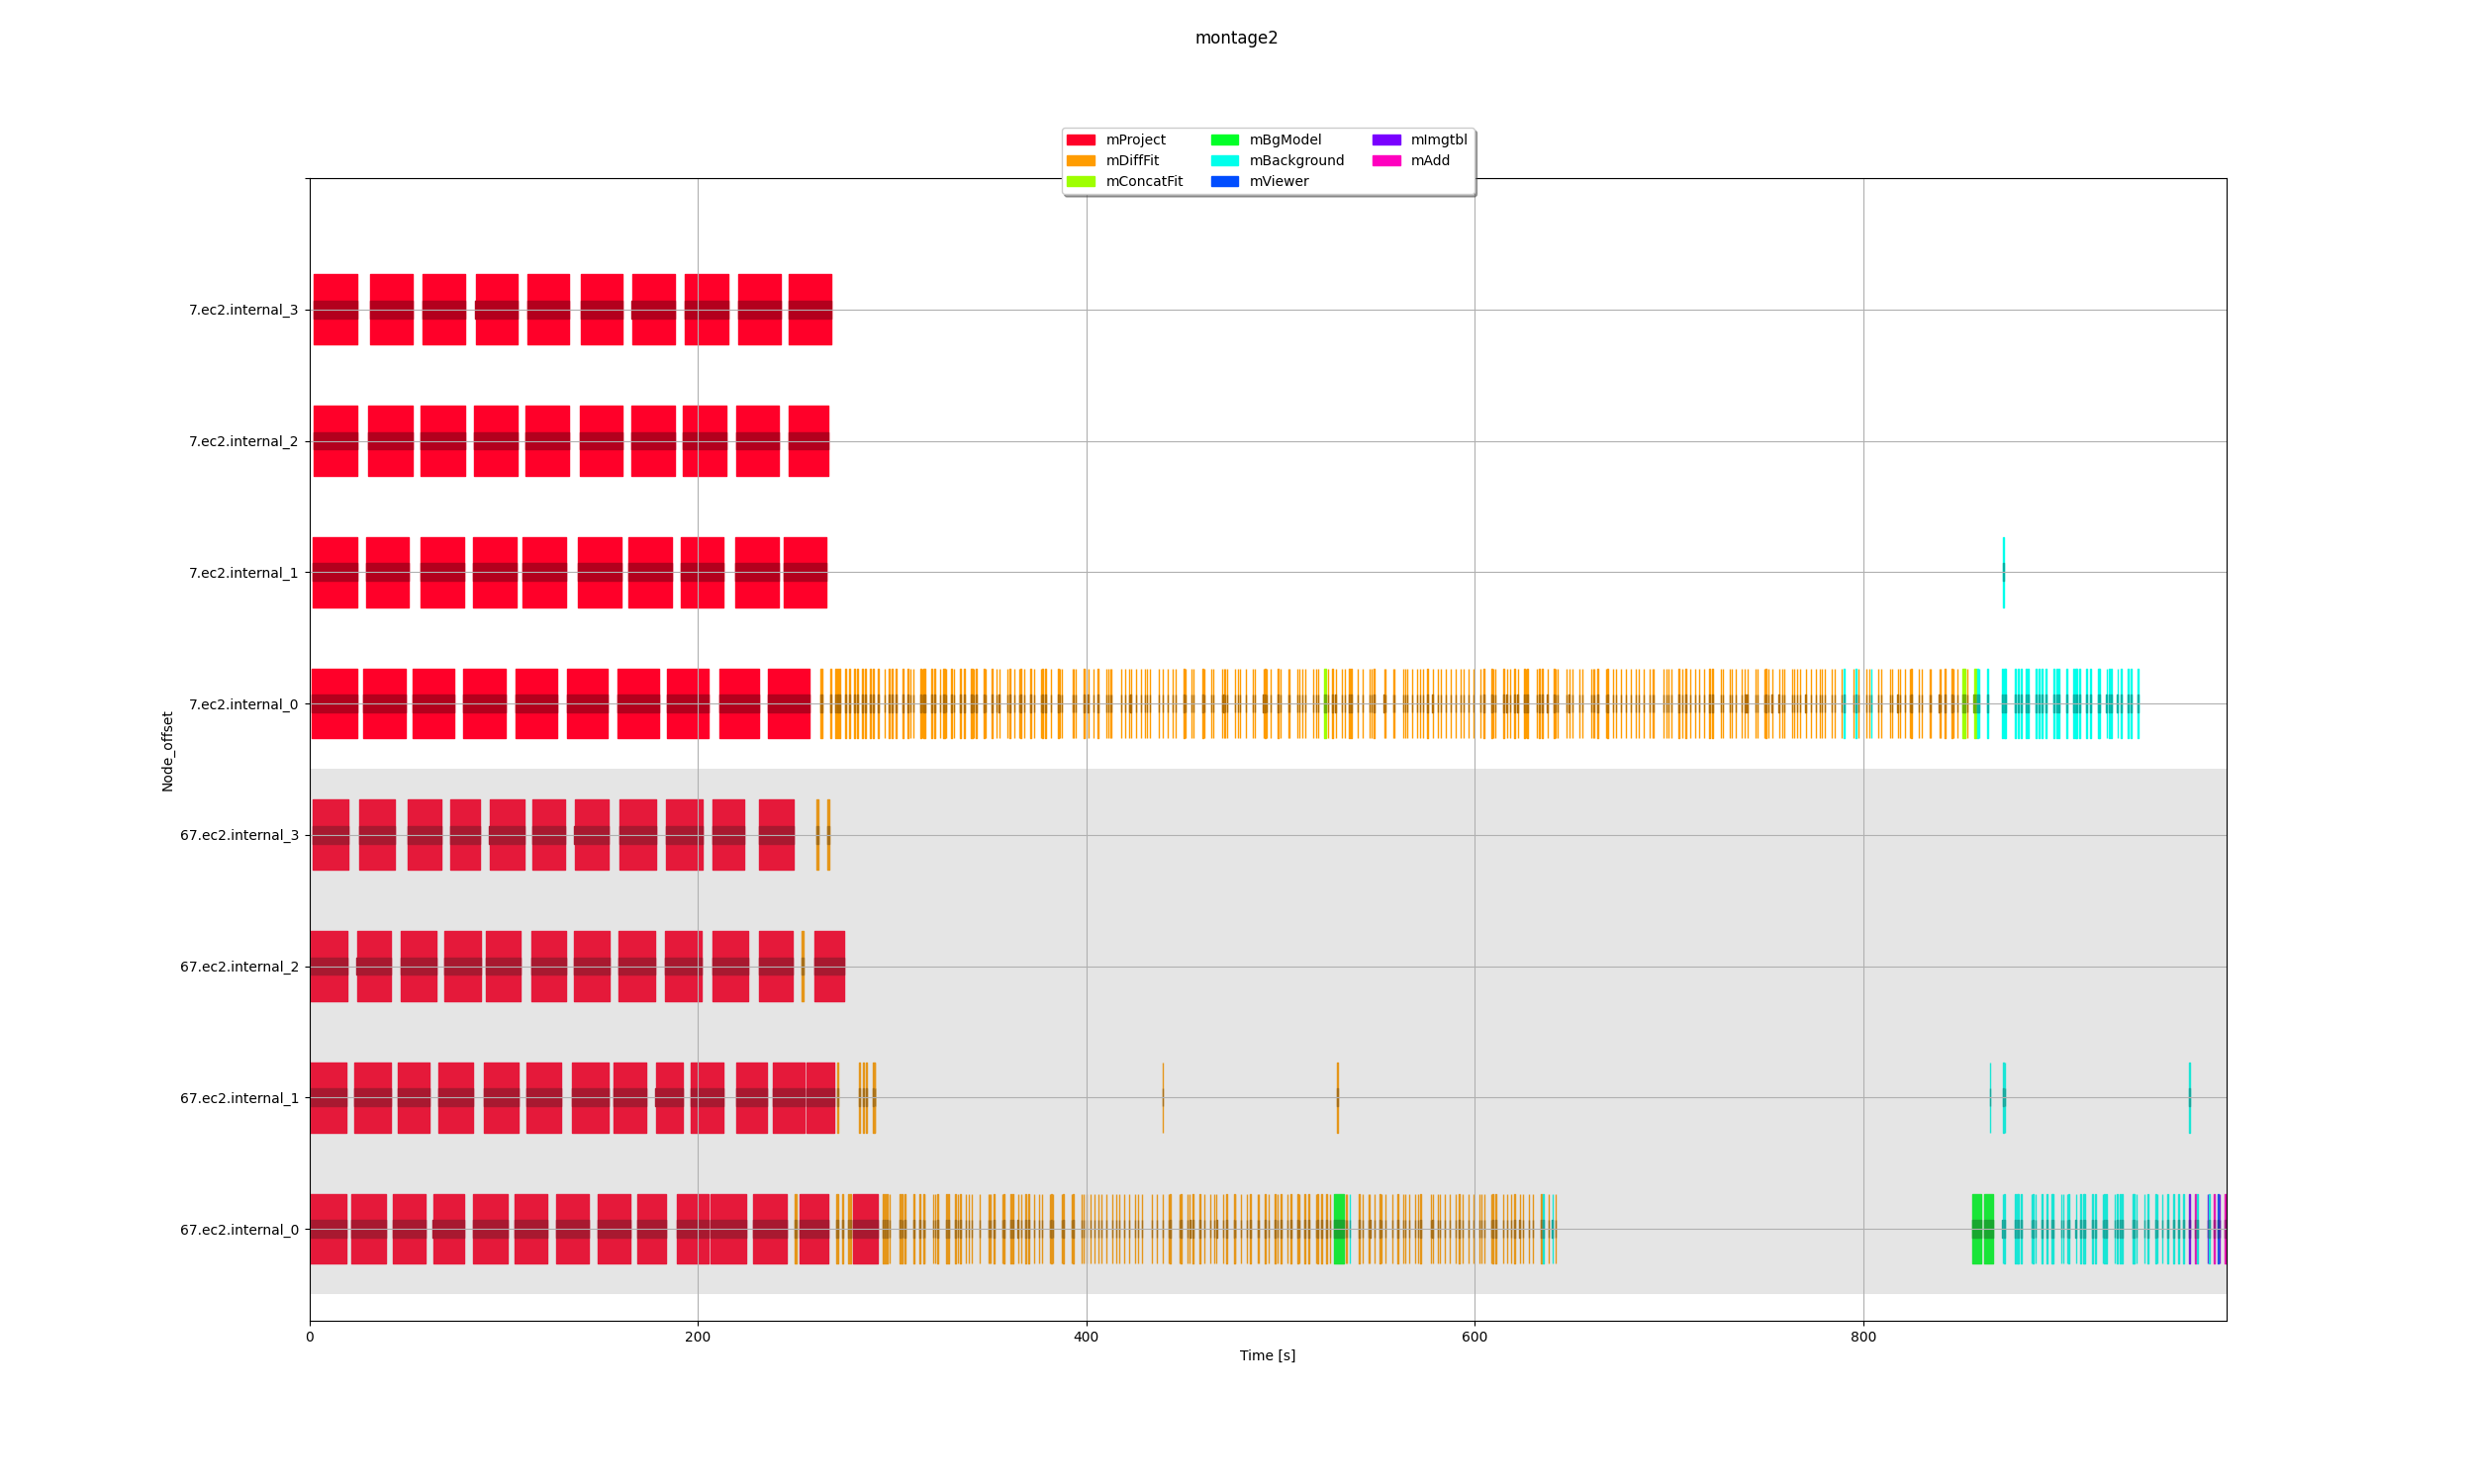 montage2
mProject mBgModel mImgtbl
mDiffFit mBackground mAdd
mConcatFit mViewer
7.ec2.internal_3
7.ec2.internal_2
7.ec2.internal_1
7.ec2.internal_0
Node_offset
67.ec2.internal_3
67.ec2.internal_2
67.ec2.internal_1
67.ec2.internal_0
0 200 400 600 800
Time [s]